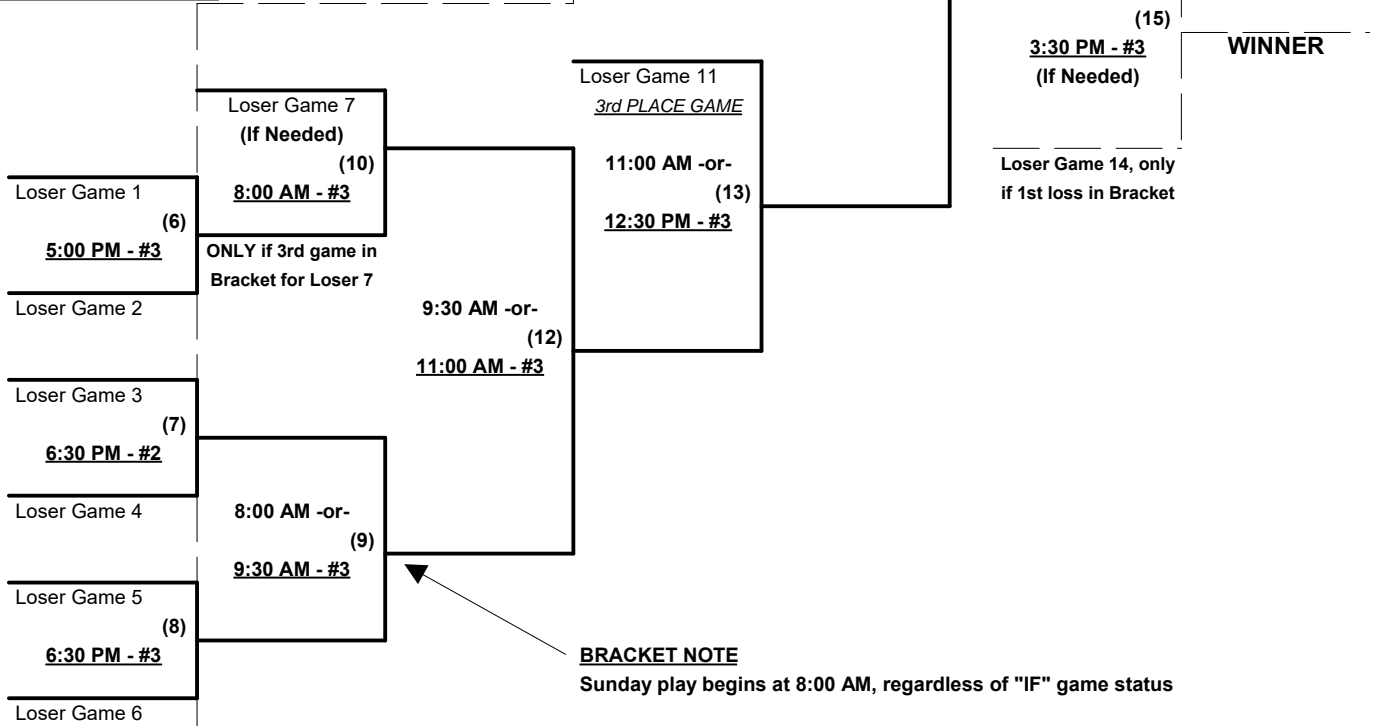 (15)
3:30 PM - #3
(If Needed)
WINNER
Loser Game 14, only
if 1st loss in Bracket
Loser Game 11
3rd PLACE GAME
11:00 AM -or-
(13)
12:30 PM - #3
Loser Game 7
(If Needed)
(10)
8:00 AM - #3
ONLY if 3rd game in
Bracket for Loser 7
Loser Game 1
(6)
5:00 PM - #3
Loser Game 2
9:30 AM -or-
(12)
11:00 AM - #3
Loser Game 3
(7)
6:30 PM - #2
Loser Game 4
8:00 AM -or-
(9)
9:30 AM - #3
Loser Game 5
(8)
6:30 PM - #3
Loser Game 6
BRACKET NOTE
Sunday play begins at 8:00 AM, regardless of "IF" game status